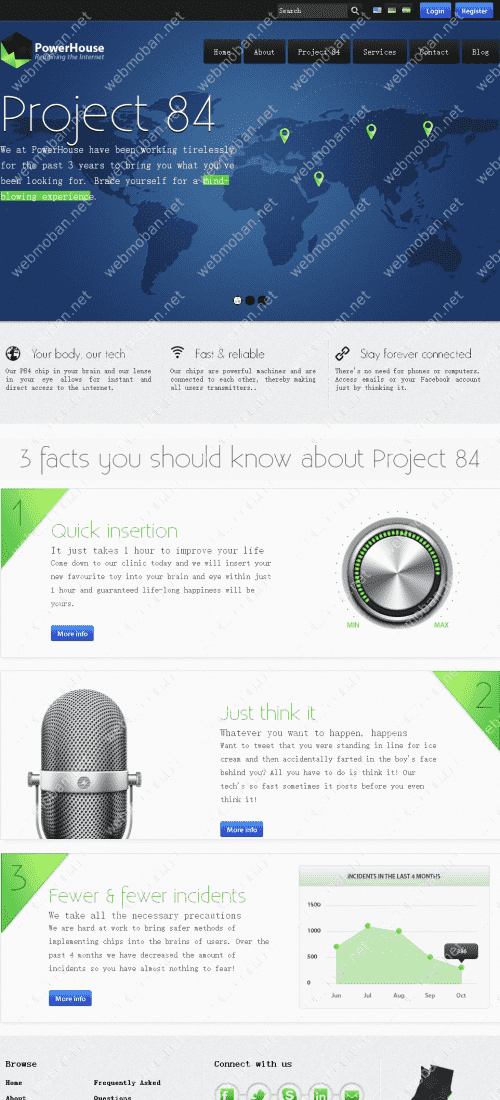 Search
Login
Register
PowerHouse
Redefining the Internet
Home
About
Project 84
Services
Contact
Blog
Project 84
We at PowerHouse have been working tirelessly
for the past 3 years to bring you what you've
been looking for. Brace yourself for a mind-
blowing experience.
Your body, our tech
Our P84 chip in your brain and our lense
in your eye allows for instant and
direct access to the internet.
Fast & reliable
Our chips are powerful machines and are
connected to each other, thereby making
all users transmitters..
Stay forever connected
There's no need for phones or computers.
Access emails or your Facebook account
just by thinking it.
3 facts you should know about Project 84
1
Quick insertion
It just takes 1 hour to improve your life
Come down to our clinic today and we will insert your
new favourite toy into your brain and eye within just
1 hour and guaranteed life-long happiness will be
yours.
More info
MIN
MAX
2
Just think it
Whatever you want to happen, happens
Want to tweet that you were standing in line for ice
cream and then accidentally farted in the boy's face
behind you? All you have to do is think it! Our
tech's so fast sometimes it posts before you even
think it!
More info
3
Fewer & fewer incidents
We take all the necessary precautions
We are hard at work to bring safer methods of
implementing chips into the brains of users. Over the
past 4 months we have decreased the amount of
incidents so you have almost nothing to fear!
More info
INCIDENTS IN THE LAST 4 MONTHS
1500
1000
500
0
Jun
Jul
Aug
Sep
Oct
Browse
Home
About
Frequently Asked
Questions
Connect with us
webmoban.net